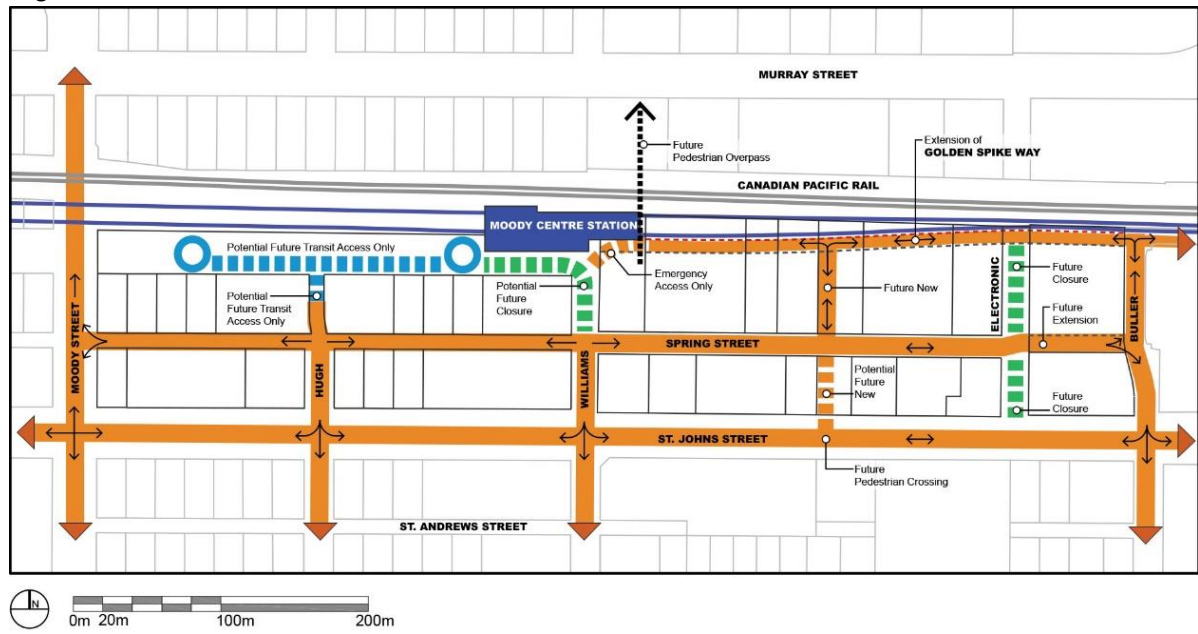 MURRAY STREET
Future
Pedestrian Overpass
Extension of
GOLDEN SPIKE WAY
CANADIAN PACIFIC RAIL
MOODY CENTRE STATION
Potential Future Transit Access Only
Potential
Future Transit
Access Only
Potential
Future
Closure
Emergency
Access Only
Future New
ELECTRONIC
Future
Closure
Future
Extension
BULLER
MOODY STREET
HUGH
WILLIAMS
SPRING STREET
Potential
Future
New
Future
Closure
ST. JOHNS STREET
Future
Pedestrian Crossing
ST. ANDREWS STREET
N
0m 20m 100m 200m